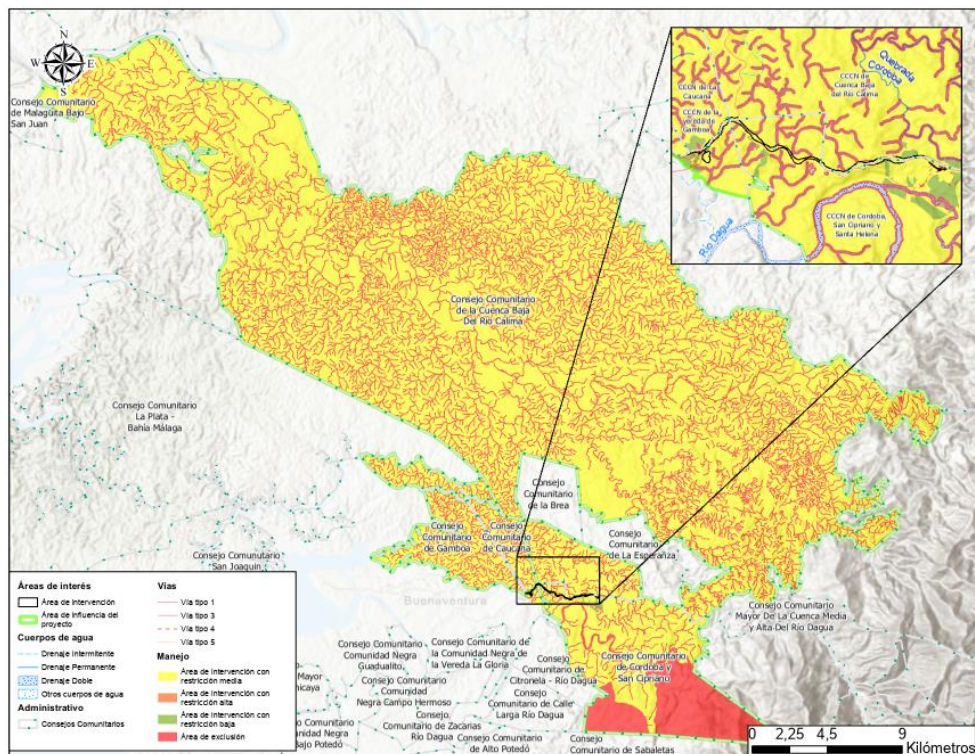 N
W
E
S
Consejo Comunitario
de Malagüita Bajo
San Juan
Quebrada
Cordoba
CCCN de La
Caucana
CCCN de
Cuenca Baja
del Río Calima
CCCN de la
vereda de
Gamboa
Río Dagua
CCCN de Cordoba,
San Cipriano y
Santa Helena
Consejo Comunitario
de la Cuenca Baja
Del Río Calima
Consejo Comunitario
La Plata -
Bahía Málaga
Consejo
Comunitario
de la Brea
Consejo
Comunitario
de Gamboa
Consejo
Comunitario
de Caucana
Consejo
Comunitario
de La Esperanza
Consejo Comunutario
San Joaquin
Buenaventura
Consejo Comunitario
Mayor De La Cuenca Media
y Alta Del Río Dagua
Consejo Comunitario
Comunidad Negra
Guadualito,
Consejo Comunitario de
la Comunidad Negra de
la Vereda La Gloria
Consejo
Comunitario de
Citronela - Río Dagua
Consejo Comunitario
de Cordoba y
San Cipriano
Mayor
Consejo Comunitario
Comunidad
Negra Campo Hermoso
Consejo
Comunitario de Calle
Larga Río Dagua
Bajo Potedó
Consejo
Comunitario de Zacarias
Río Dagua
Consejo Comunitario
de Alto Potedó
Consejo
Comunitario de Sabaletas
Áreas de interés
Área de intervención
Área de influencia del
proyecto
Cuerpos de agua
Drenaje Intermitente
Drenaje Permanente
Drenaje Doble
Otros cuerpos de agua
Administrativo
Consejos Comunitarios
Vías
Vía tipo 1
Vía tipo 3
Vía tipo 4
Vía tipo 5
Manejo
Área de intervención con
restricción media
Área de intervención con
restricción alta
Área de intervención con
restricción baja
Área de exclusión
0 2,25 4,5 9
Kilómetros